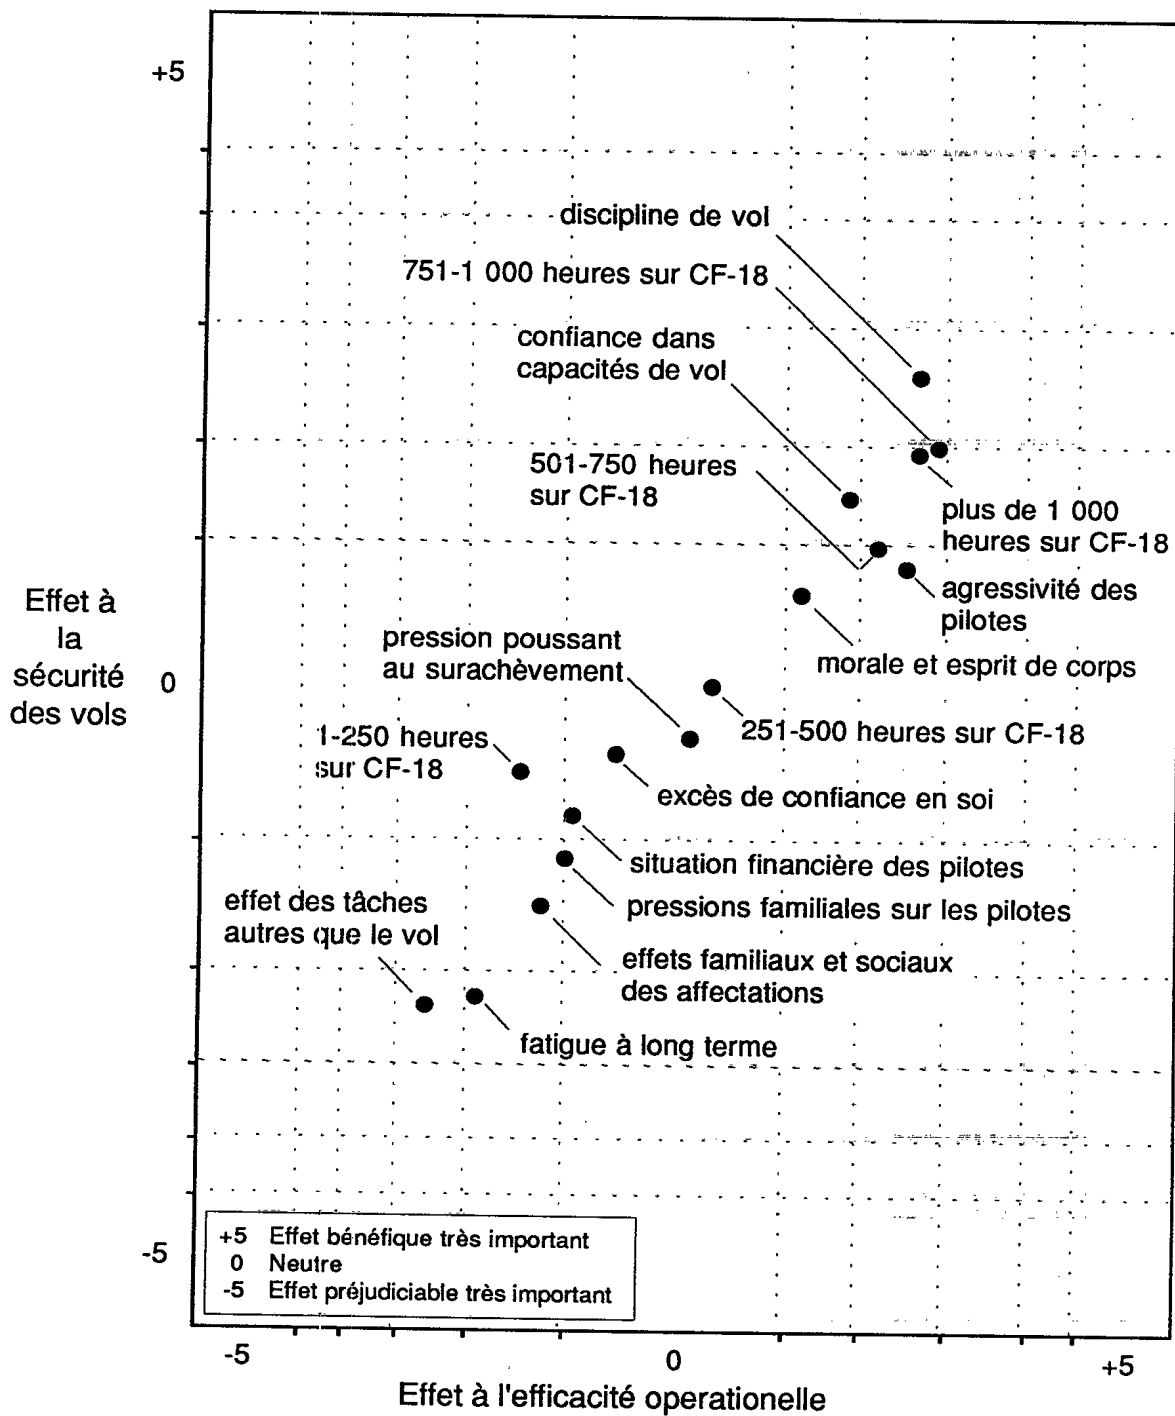 +5
discipline de vol
751-1 000 heures sur CF-18
confiance dans
capacités de vol
501-750 heures
sur CF-18
plus de 1 000
heures sur CF-18
agressivité des
pilotes
Effet à
la
sécurité
des vols
0
pression poussant
au surachèvement
morale et esprit de corps
251-500 heures sur CF-18
1-250 heures
sur CF-18
excès de confiance en soi
situation financière des pilotes
pressions familiales sur les pilotes
effet des tâches
autres que le vol
effets familiaux et sociaux
des affectations
fatigue à long terme
-5
+5 Effet bénéfique très important
0 Neutre
-5 Effet préjudiciable très important
-5
0
+5
Effet à l'efficacité operationelle